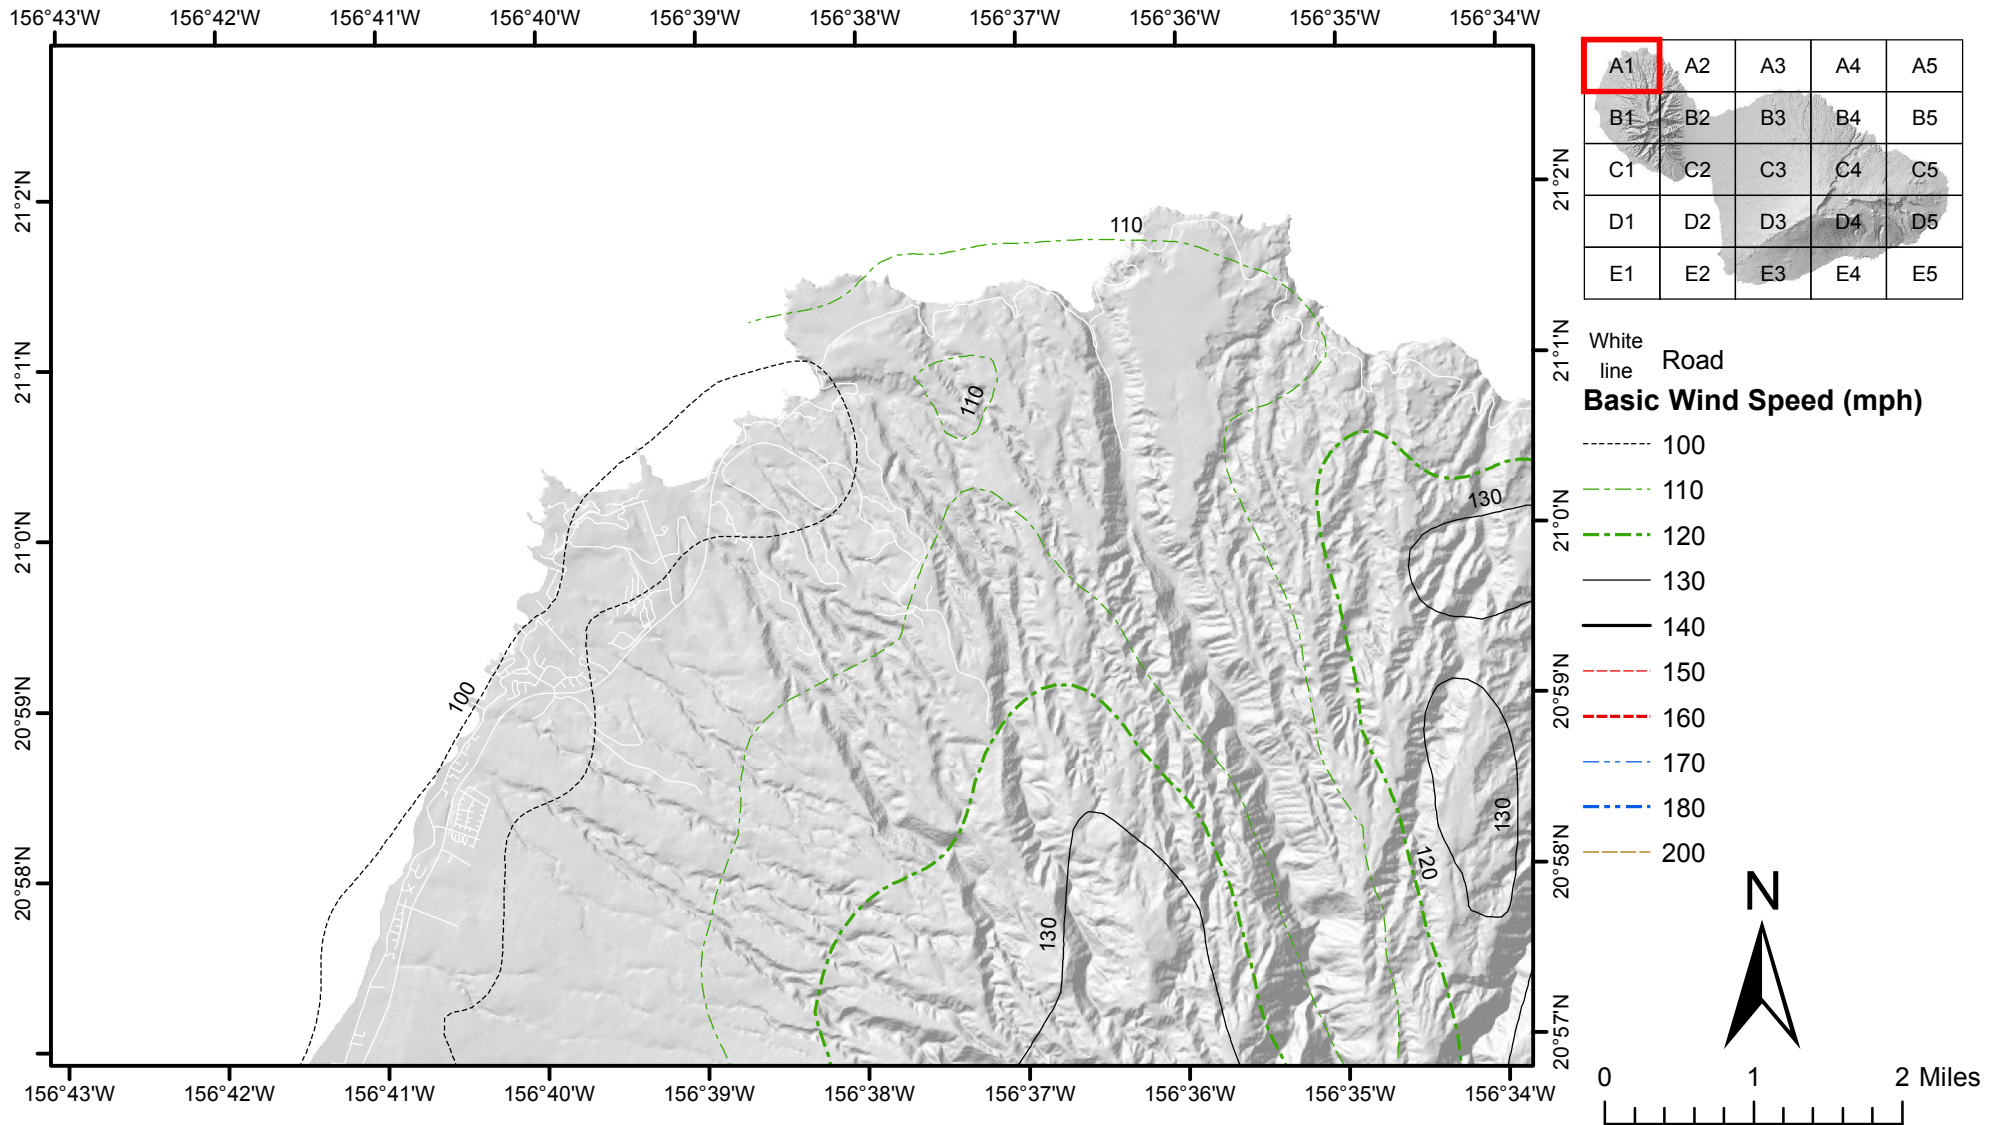 156°43'W 156°42'W 156°41'W 156°40'W 156°39'W 156°38'W 156°37'W 156°36'W 156°35'W 156°34'W
21°2'N
21°1'N
21°0'N
20°59'N
20°58'N
110
110
100
130
130
130
120
21°2'N
21°1'N
21°0'N
20°59'N
20°58'N
20°57'N
156°43'W 156°42'W 156°41'W 156°40'W 156°39'W 156°38'W 156°37'W 156°36'W 156°35'W 156°34'W
A1 A2 A3 A4 A5
B1 B2 B3 B4 B5
C1 C2 C3 C4 C5
D1 D2 D3 D4 D5
E1 E2 E3 E4 E5
White
line
Road
Basic Wind Speed (mph)
100
110
120
130
140
150
160
170
180
200
N
0 1 2 Miles